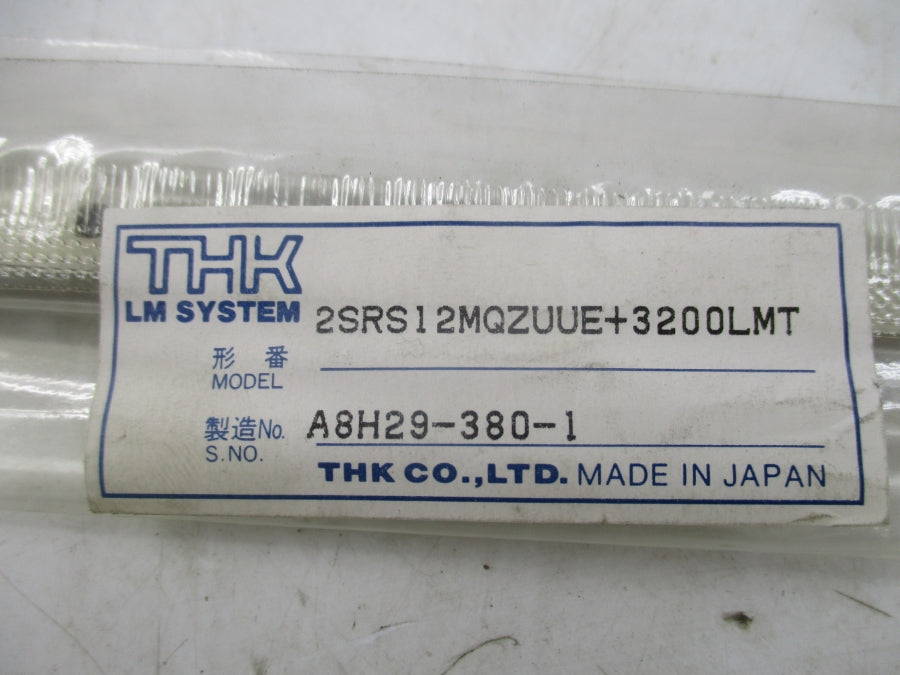 THK
LM SYSTEM
2SRS12MQZUUE+3200LMT
形番
MODEL
製造No. A8H29-380-1
S.NO.
THK CO.,LTD. MADE IN JAPAN